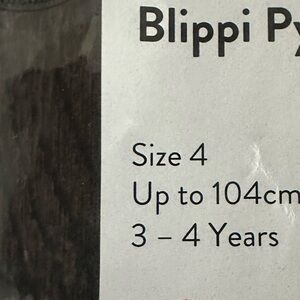 Blippi Py
Size 4
Up to 104cm
3 – 4 Years